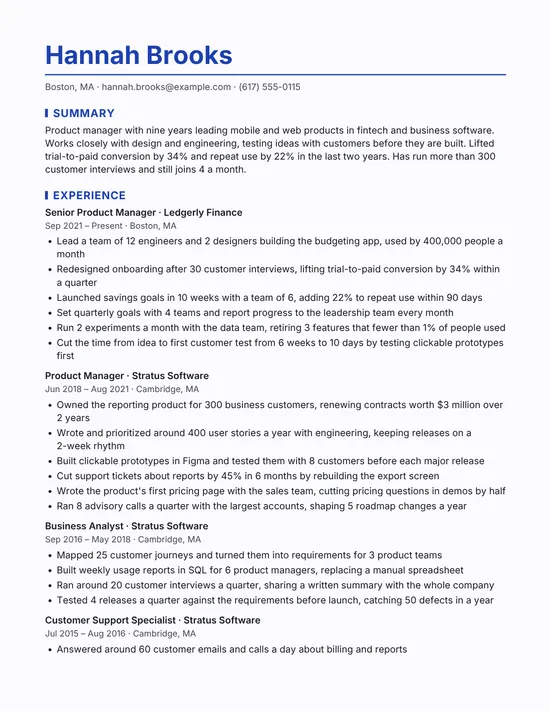 Hannah Brooks
Boston, MA · hannah.brooks@example.com · (617) 555-0115
SUMMARY
Product manager with nine years leading mobile and web products in fintech and business software.
Works closely with design and engineering, testing ideas with customers before they are built. Lifted
trial-to-paid conversion by 34% and repeat use by 22% in the last two years. Has run more than 300
customer interviews and still joins 4 a month.
EXPERIENCE
Senior Product Manager · Ledgerly Finance
Sep 2021 – Present · Boston, MA
• Lead a team of 12 engineers and 2 designers building the budgeting app, used by 400,000 people a
month
• Redesigned onboarding after 30 customer interviews, lifting trial-to-paid conversion by 34% within
a quarter
• Launched savings goals in 10 weeks with a team of 6, adding 22% to repeat use within 90 days
• Set quarterly goals with 4 teams and report progress to the leadership team every month
• Run 2 experiments a month with the data team, retiring 3 features that fewer than 1% of people used
• Cut the time from idea to first customer test from 6 weeks to 10 days by testing clickable prototypes
first
Product Manager · Stratus Software
Jun 2018 – Aug 2021 · Cambridge, MA
• Owned the reporting product for 300 business customers, renewing contracts worth $3 million over
2 years
• Wrote and prioritized around 400 user stories a year with engineering, keeping releases on a
2-week rhythm
• Built clickable prototypes in Figma and tested them with 8 customers before each major release
• Cut support tickets about reports by 45% in 6 months by rebuilding the export screen
• Wrote the product's first pricing page with the sales team, cutting pricing questions in demos by half
• Ran 8 advisory calls a quarter with the largest accounts, shaping 5 roadmap changes a year
Business Analyst · Stratus Software
Sep 2016 – May 2018 · Cambridge, MA
• Mapped 25 customer journeys and turned them into requirements for 3 product teams
• Built weekly usage reports in SQL for 6 product managers, replacing a manual spreadsheet
• Ran around 20 customer interviews a quarter, sharing a written summary with the whole company
• Tested 4 releases a quarter against the requirements before launch, catching 50 defects in a year
Customer Support Specialist · Stratus Software
Jul 2015 – Aug 2016 · Cambridge, MA
• Answered around 60 customer emails and calls a day about billing and reports